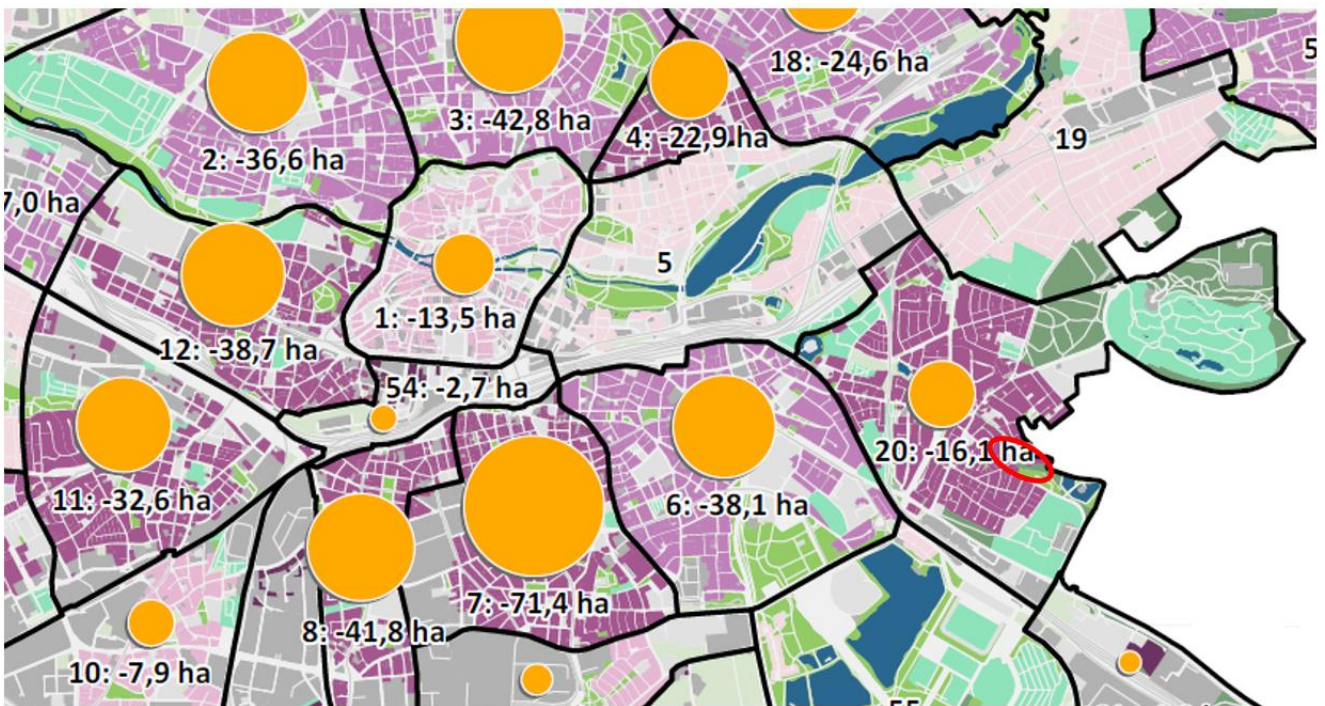 18: -24,6 ha
5
3: -42,8 ha
4: -22,9 ha
19
2: -36,6 ha
7,0 ha
5
1: -13,5 ha
12: -38,7 ha
54: -2,7 ha
20: -16,1 ha
11: -32,6 ha
6: -38,1 ha
7: -71,4 ha
8: -41,8 ha
10: -7,9 ha
55